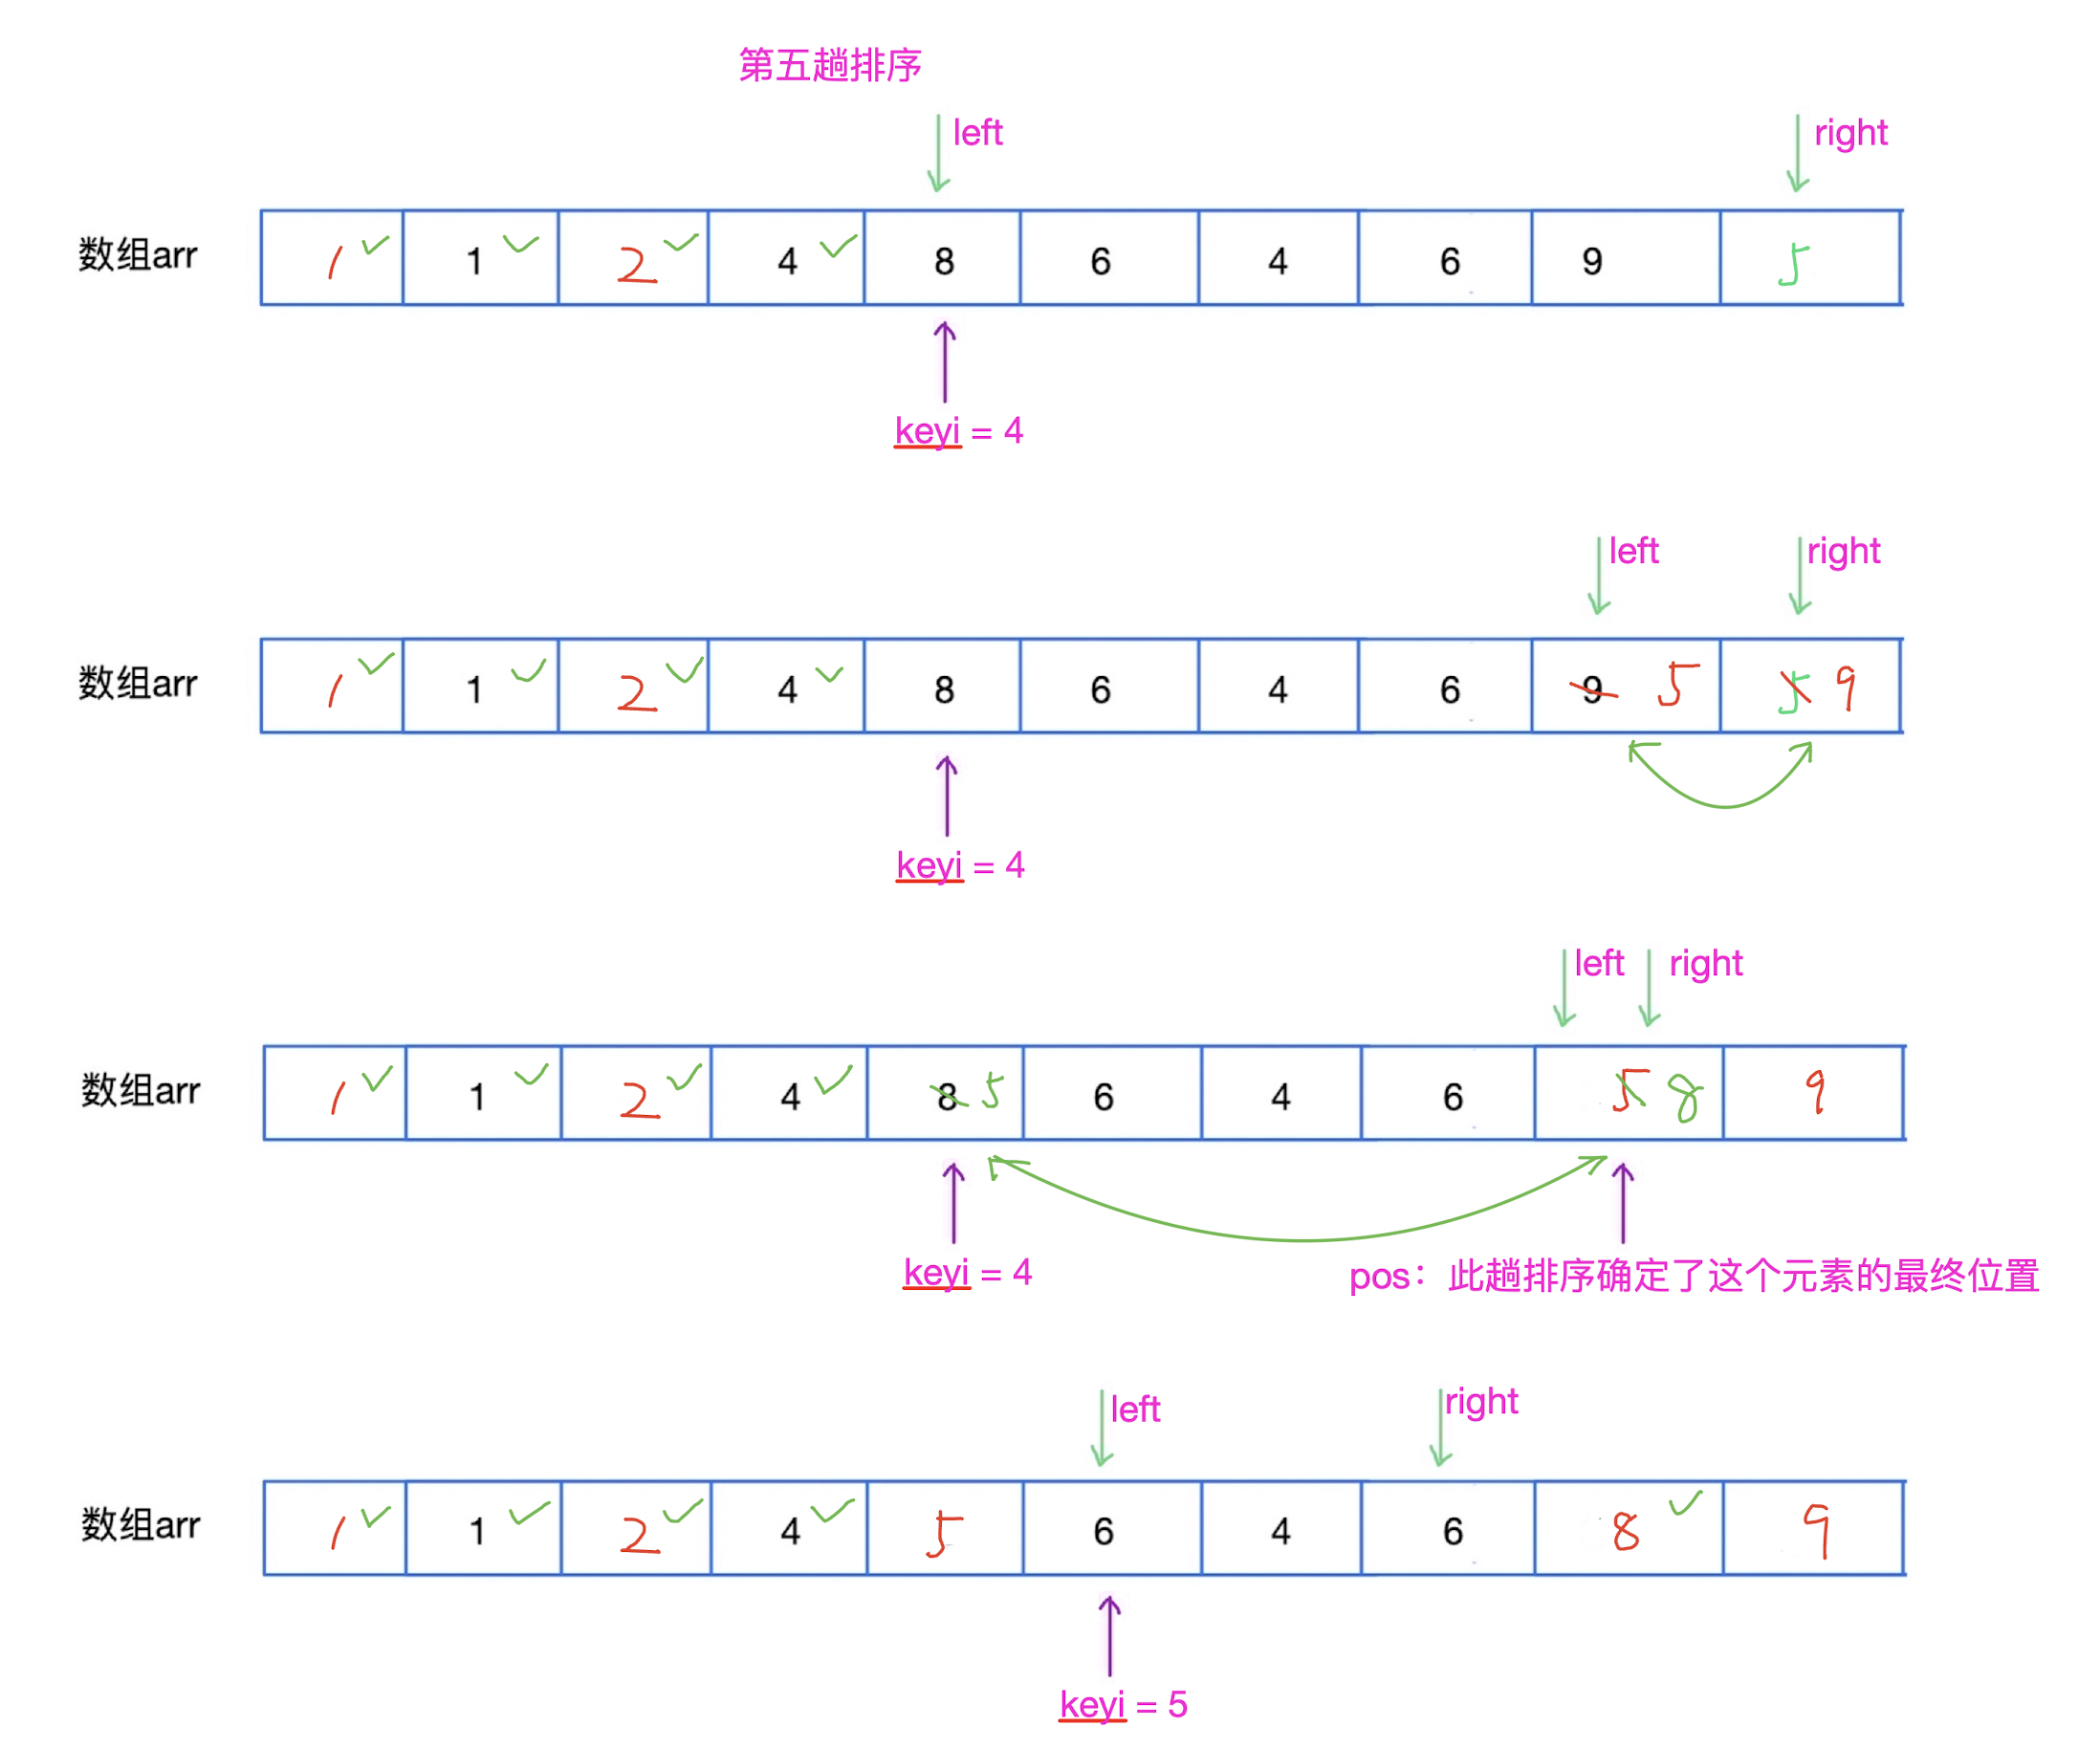 第五趟排序
left right
数组arr 1 1 2 4 8 6 4 6 9 5
keyi = 4
left right
数组arr 1 1 2 4 8 6 4 6 9 5 5 9
keyi = 4
left right
数组arr 1 1 2 4 8 5 6 4 6 5 8 9
keyi = 4 pos：此趟排序确定了这个元素的最终位置
left right
数组arr 1 1 2 4 5 6 4 6 8 9
keyi = 5